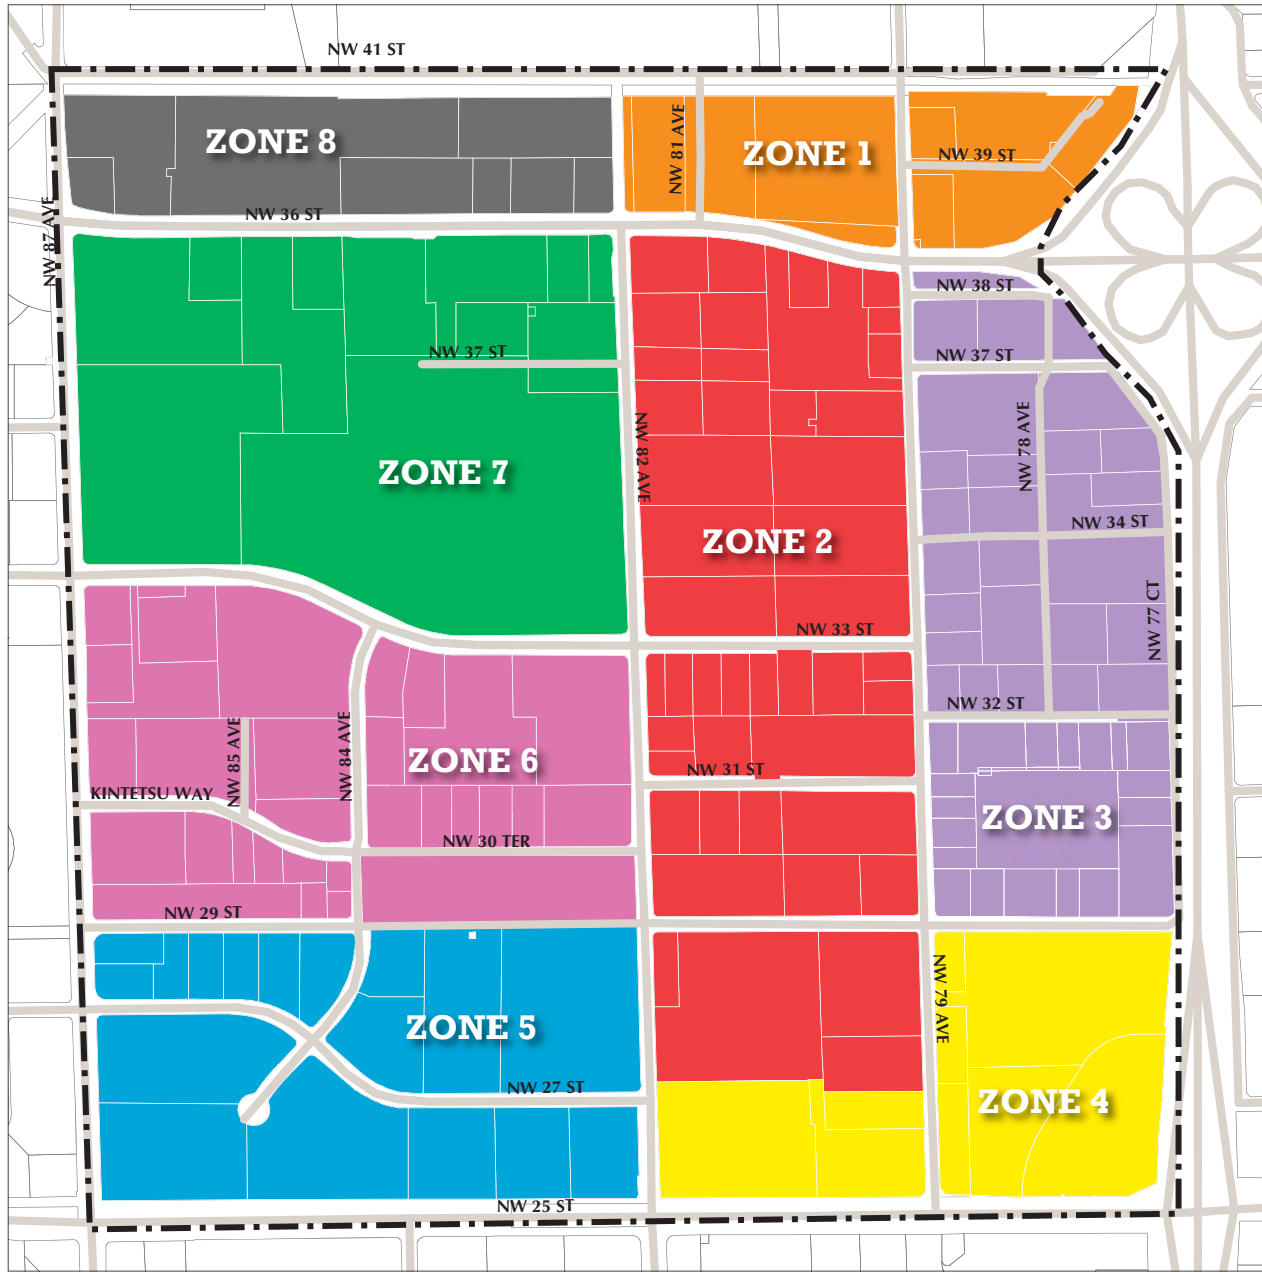 NW 41 ST
ZONE 8
NW 81 AVE
ZONE 1
NW 39 ST
NW 36 ST
NW 87 AVE
NW 38 ST
NW 37 ST
NW 37 ST
NW 82 AVE
NW 78 AVE
ZONE 7
ZONE 2
NW 34 ST
NW 77 CT
NW 33 ST
NW 32 ST
NW 85 AVE
NW 84 AVE
ZONE 6
NW 31 ST
KINTETSU WAY
ZONE 3
NW 30 TER
NW 29 ST
NW 79 AVE
ZONE 5
NW 27 ST
ZONE 4
NW 25 ST